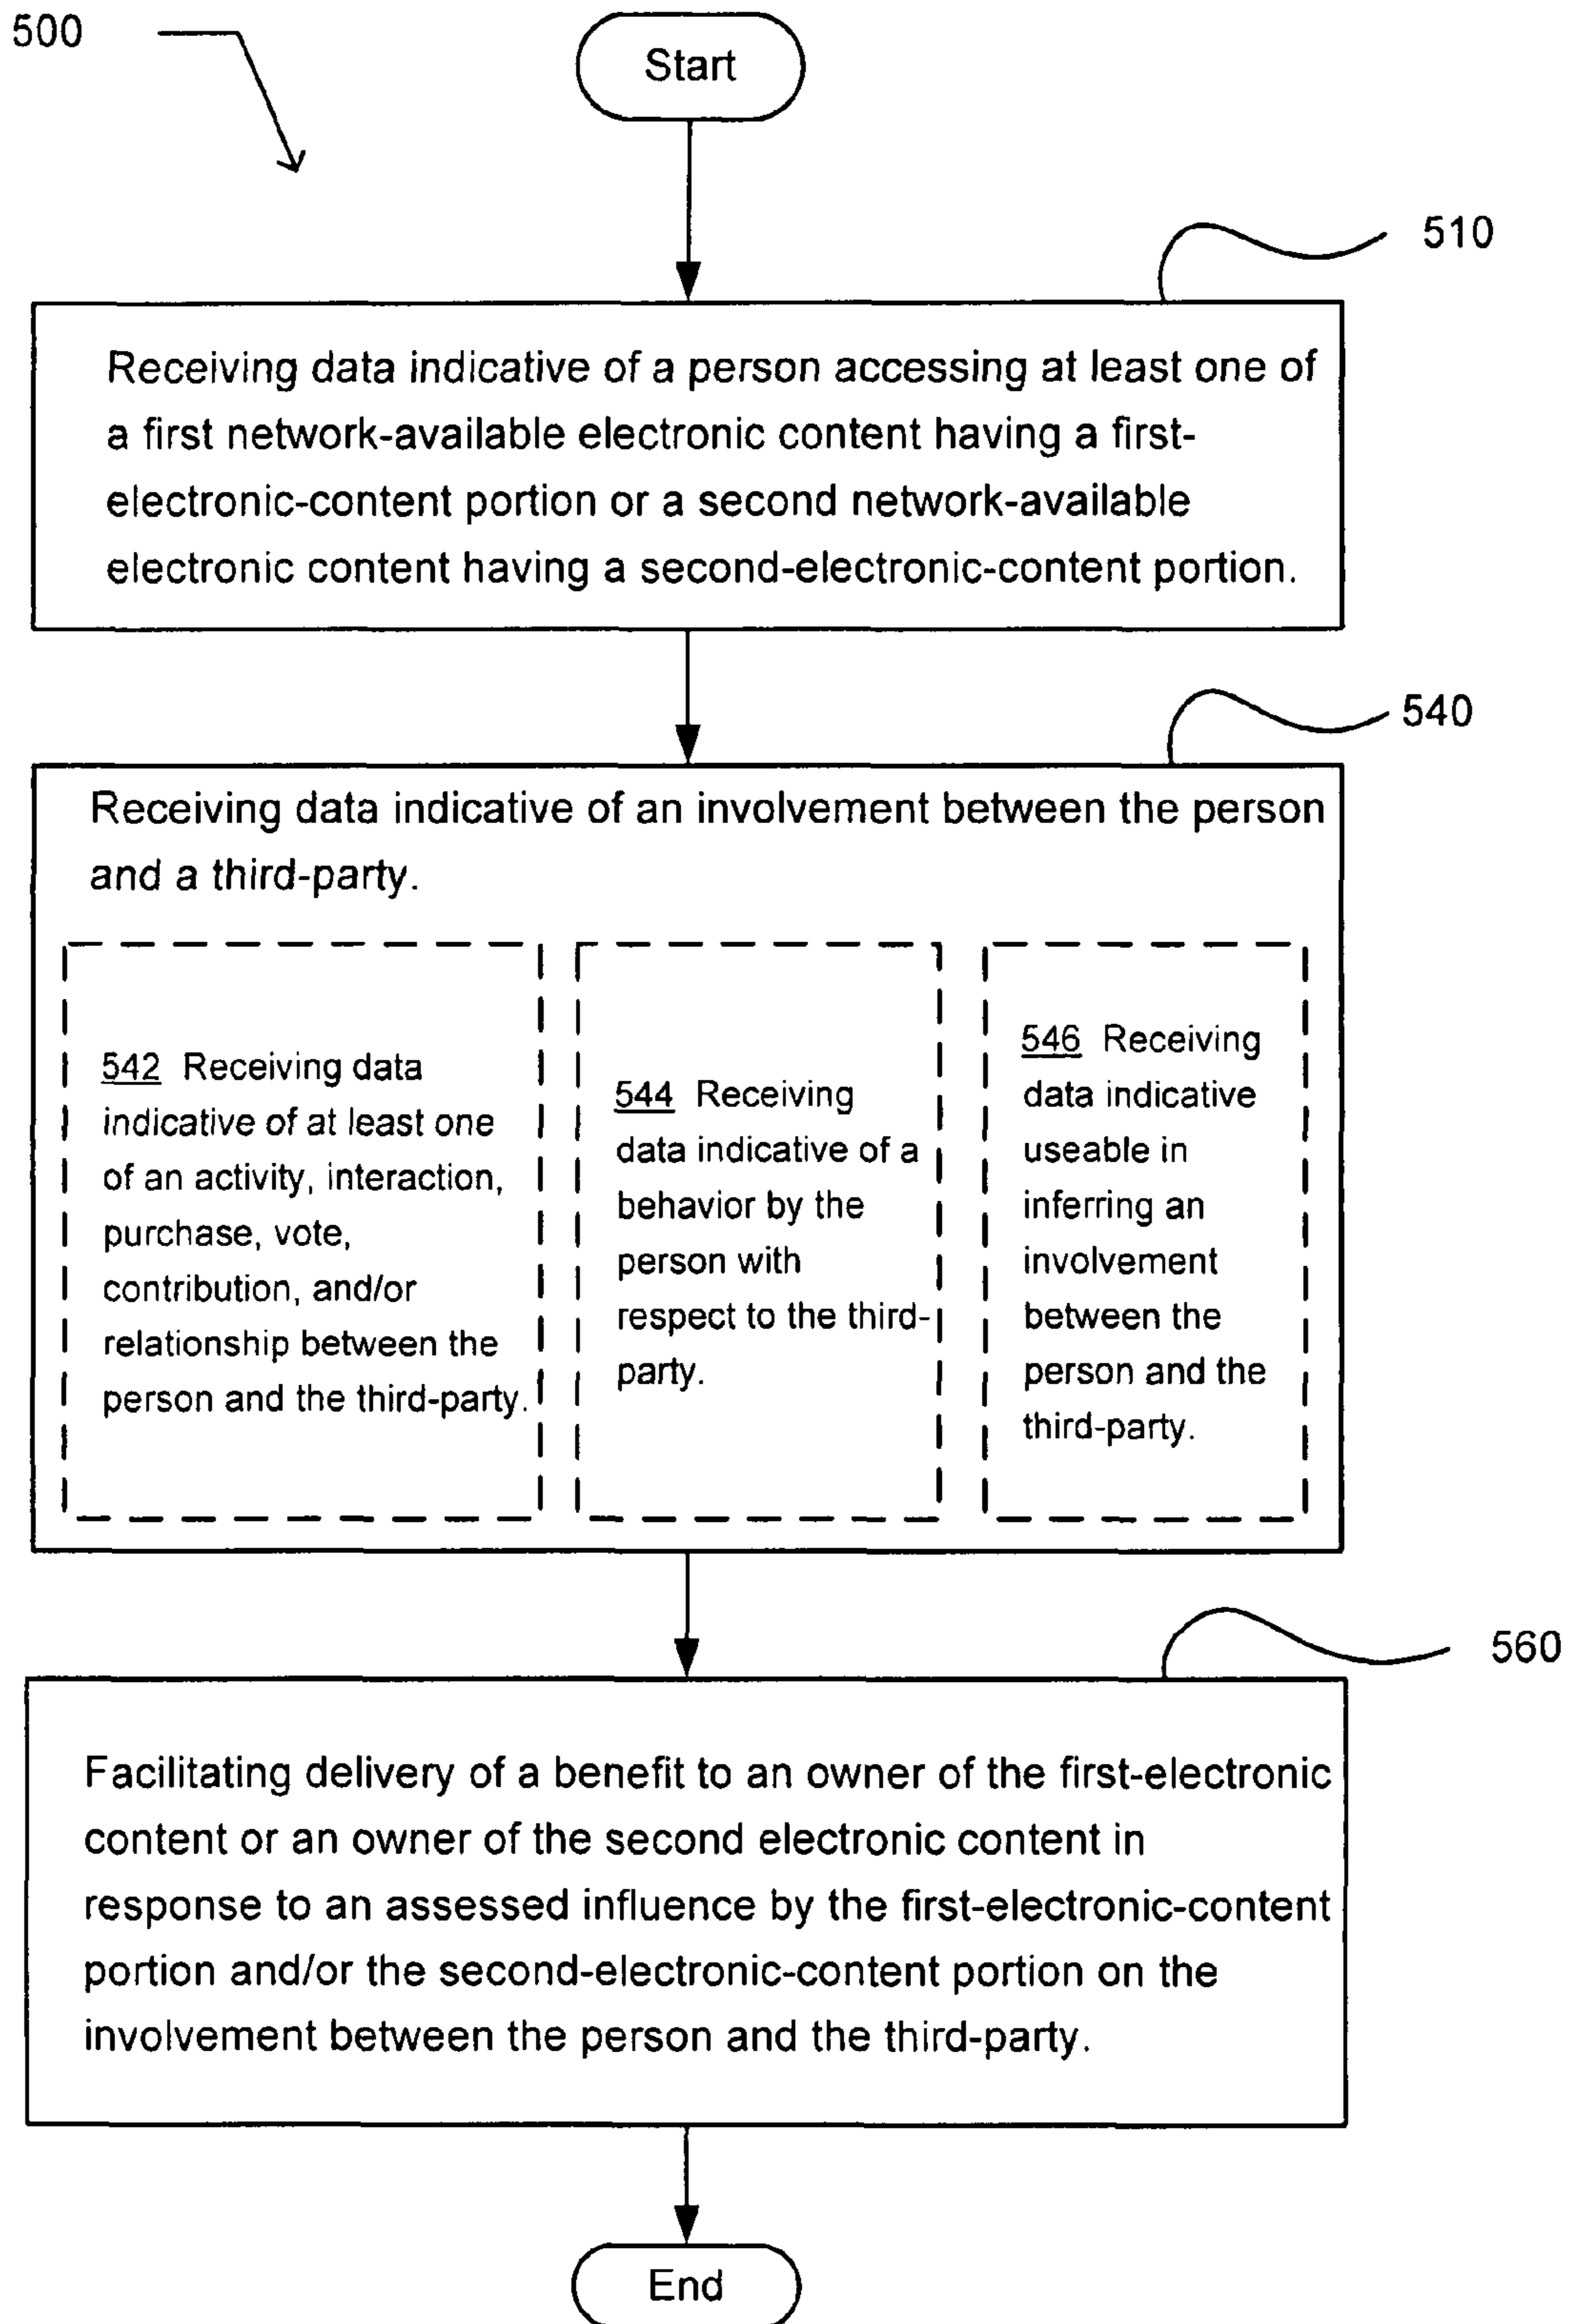 500
Start
510
Receiving data indicative of a person accessing at least one of
a first network-available electronic content having a first-
electronic-content portion or a second network-available
electronic content having a second-electronic-content portion.
540
Receiving data indicative of an involvement between the person
and a third-party.
542 Receiving data
indicative of at least one
of an activity, interaction,
purchase, vote,
contribution, and/or
relationship between the
person and the third-party.
544 Receiving
data indicative of a
behavior by the
person with
respect to the third-
party.
546 Receiving
data indicative
useable in
inferring an
involvement
between the
person and the
third-party.
560
Facilitating delivery of a benefit to an owner of the first-electronic
content or an owner of the second electronic content in
response to an assessed influence by the first-electronic-content
portion and/or the second-electronic-content portion on the
involvement between the person and the third-party.
End